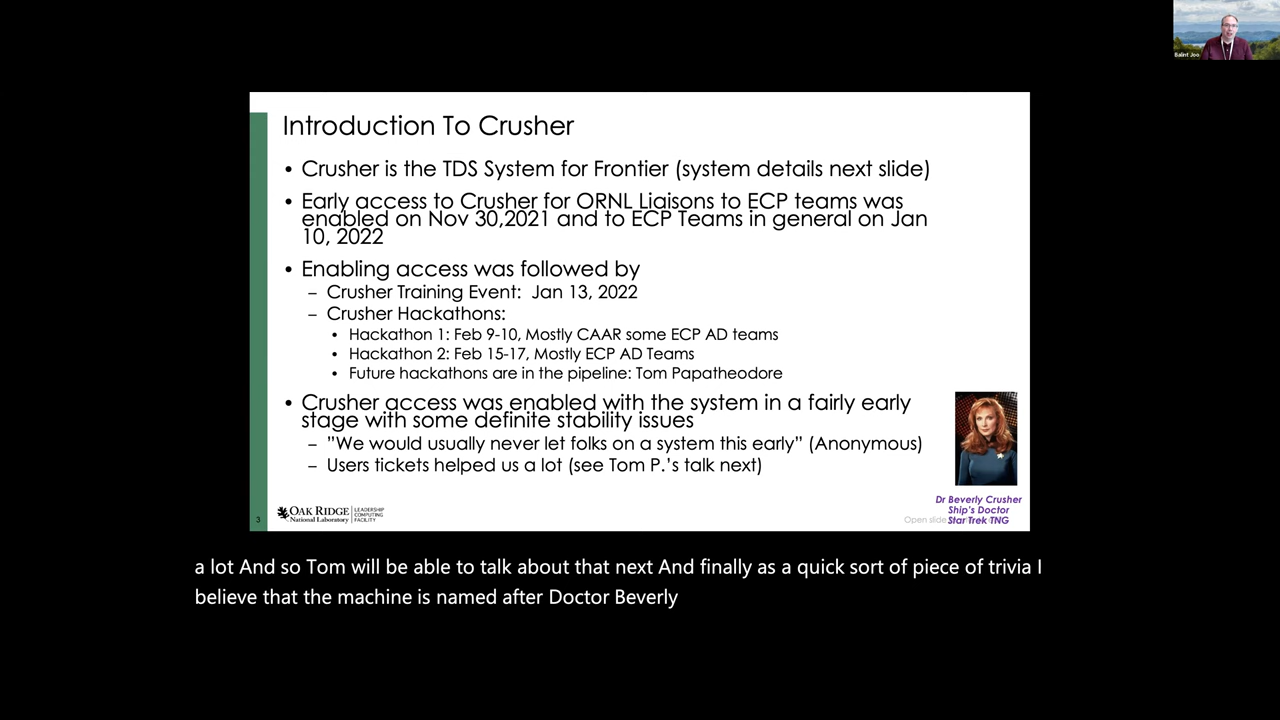 Balint Joo
Introduction To Crusher
• Crusher is the TDS System for Frontier (system details next slide)
• Early access to Crusher for ORNL Liaisons to ECP teams was
enabled on Nov 30,2021 and to ECP Teams in general on Jan
10, 2022
• Enabling access was followed by
– Crusher Training Event: Jan 13, 2022
– Crusher Hackathons:
• Hackathon 1: Feb 9-10, Mostly CAAR some ECP AD teams
• Hackathon 2: Feb 15-17, Mostly ECP AD Teams
• Future hackathons are in the pipeline: Tom Papatheodore
• Crusher access was enabled with the system in a fairly early
stage with some definite stability issues
– ”We would usually never let folks on a system this early” (Anonymous)
– Users tickets helped us a lot (see Tom P.’s talk next)
Dr Beverly Crusher
Ship's Doctor
Star Trek TNG
3
OAK RIDGE
National Laboratory
LEADERSHIP
COMPUTING
FACILITY
Open slide
a lot And so Tom will be able to talk about that next And finally as a quick sort of piece of trivia I
believe that the machine is named after Doctor Beverly